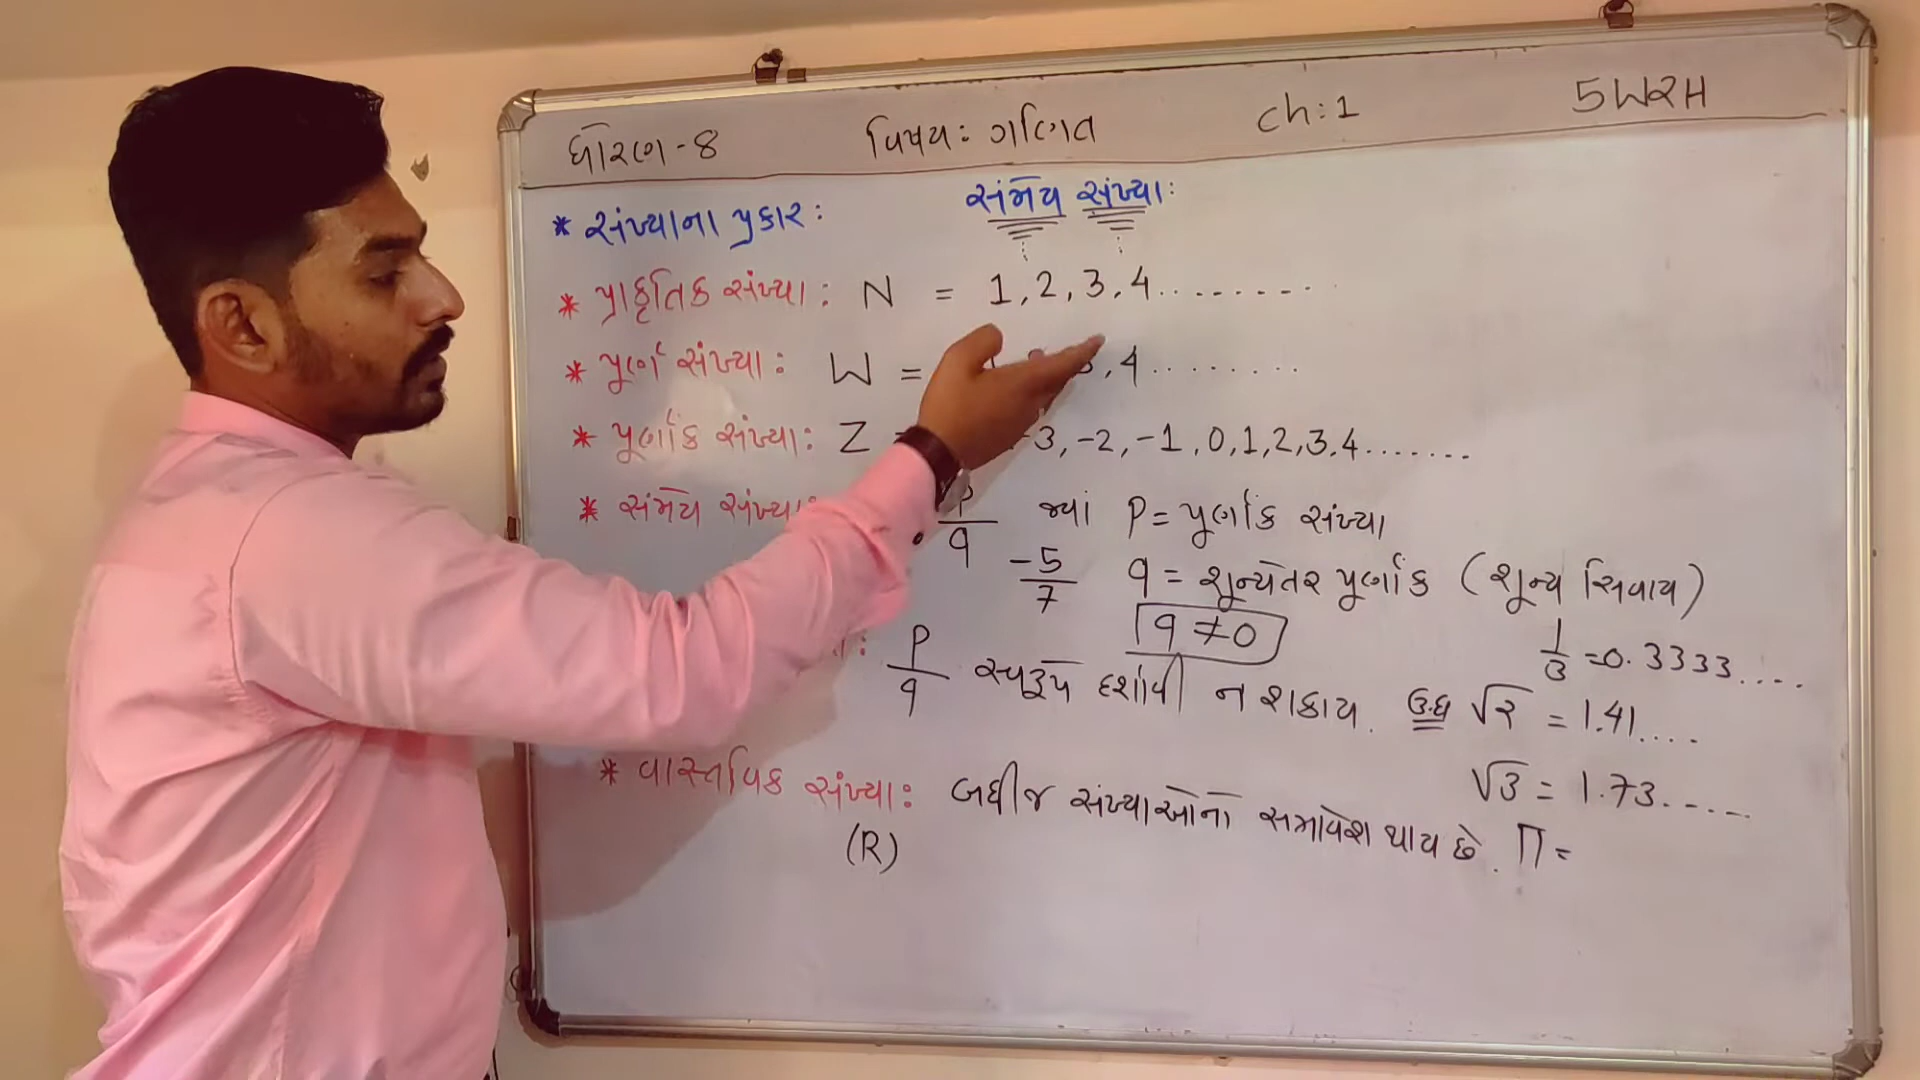 ધોરણ-8 વિષય: ગણિત ch:1 5W2H
સંમેય સંખ્યા:
* સંખ્યાના પ્રકાર:
* પ્રાકૃતિક સંખ્યા: N = 1,2,3,4.........
* પૂર્ણ સંખ્યા: W = 3,4........
* પૂર્ણાંક સંખ્યા: Z -3,-2,-1,0,1,2,3,4.......
* સંમેય સંખ્યા: P/q જ્યાં P= પૂર્ણાંક સંખ્યા
-5/7 q = શૂન્યેતર પૂર્ણાંક (શૂન્ય સિવાય)
q ≠ 0
1/3 =0.3333....
P/q સ્વરૂપે દર્શાવી ન શકાય. ઉ.દા √2 = 1.41....
√3 = 1.73.....
* વાસ્તવિક સંખ્યા: બધીજ સંખ્યાઓનો સમાવેશ થાય છે. π =
(R)